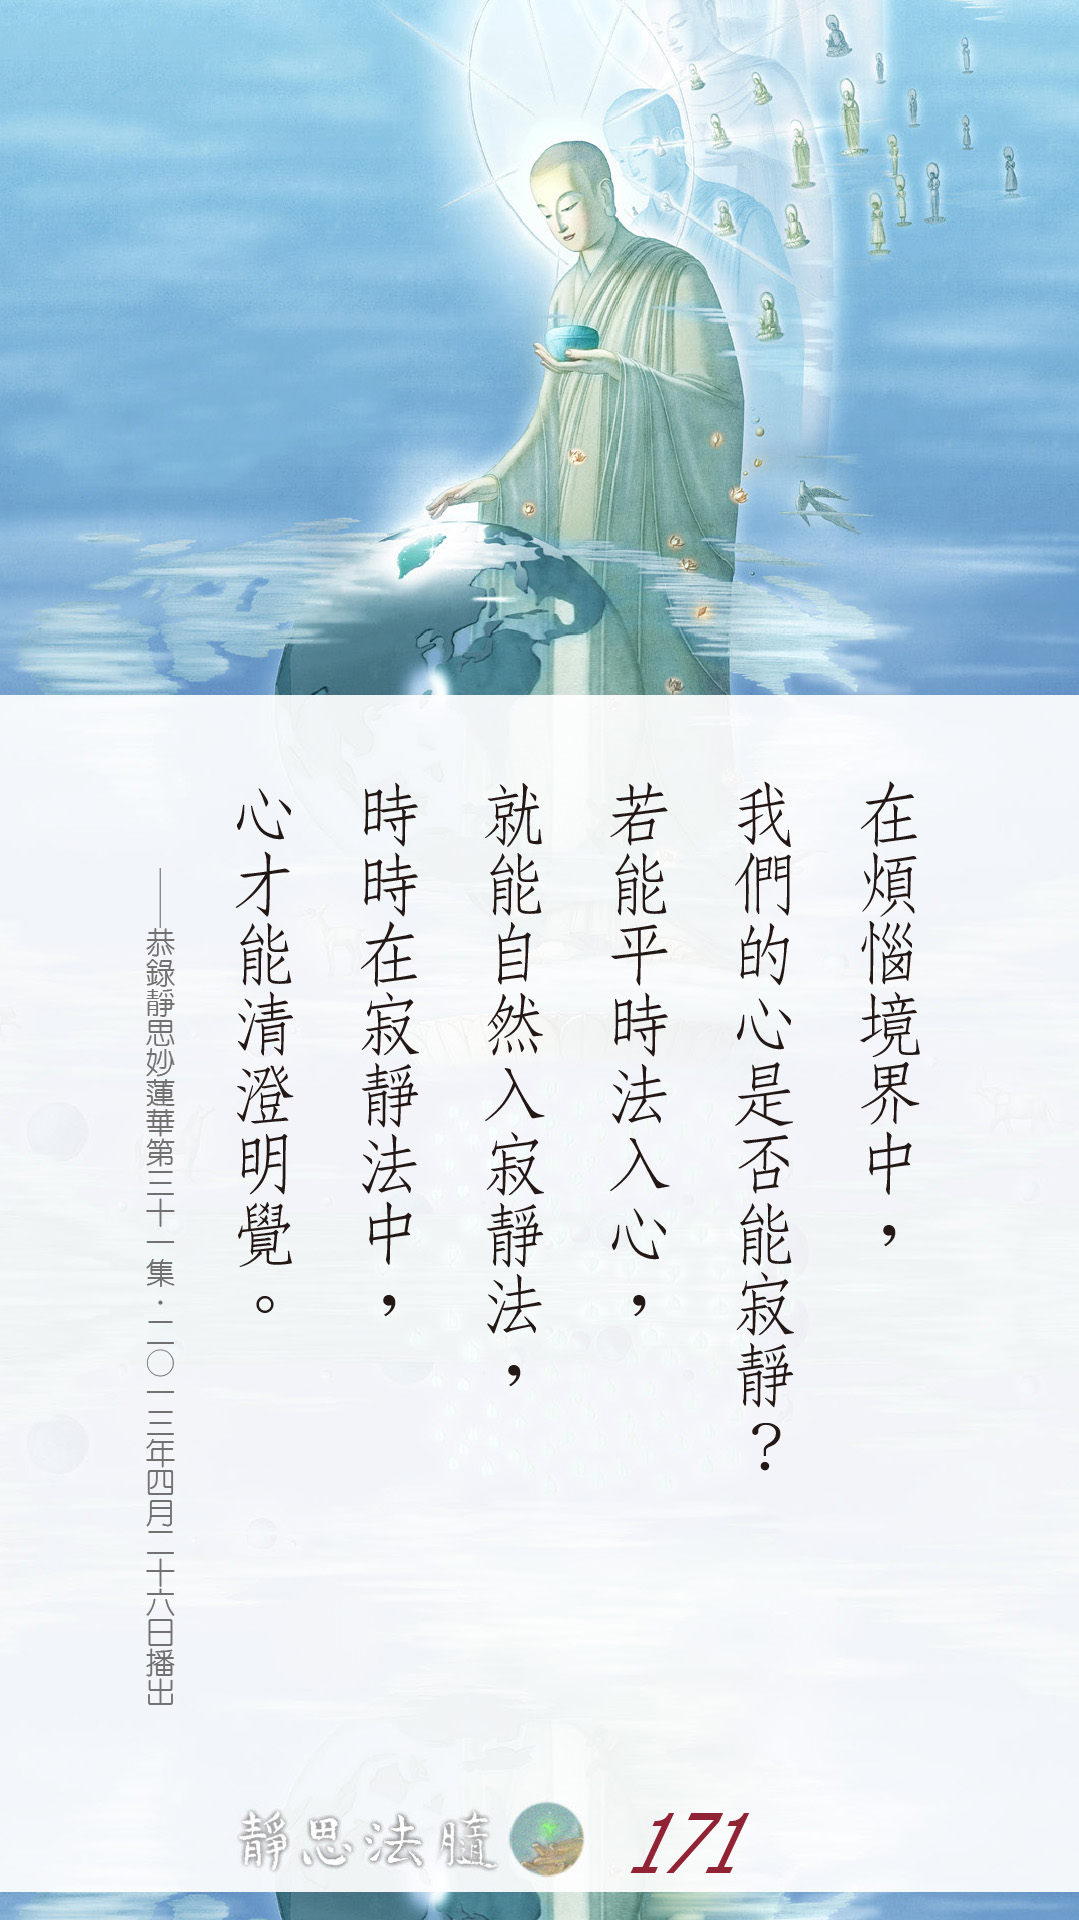 在煩惱境界中，
我們的心是否能寂靜？
若能平時法入心，
就能自然入寂靜法，
時時在寂靜法中，
心才能清澄明覺。
——恭錄靜思妙蓮華第三十一集·二〇一三年四月二十六日播出
靜思法髓 171